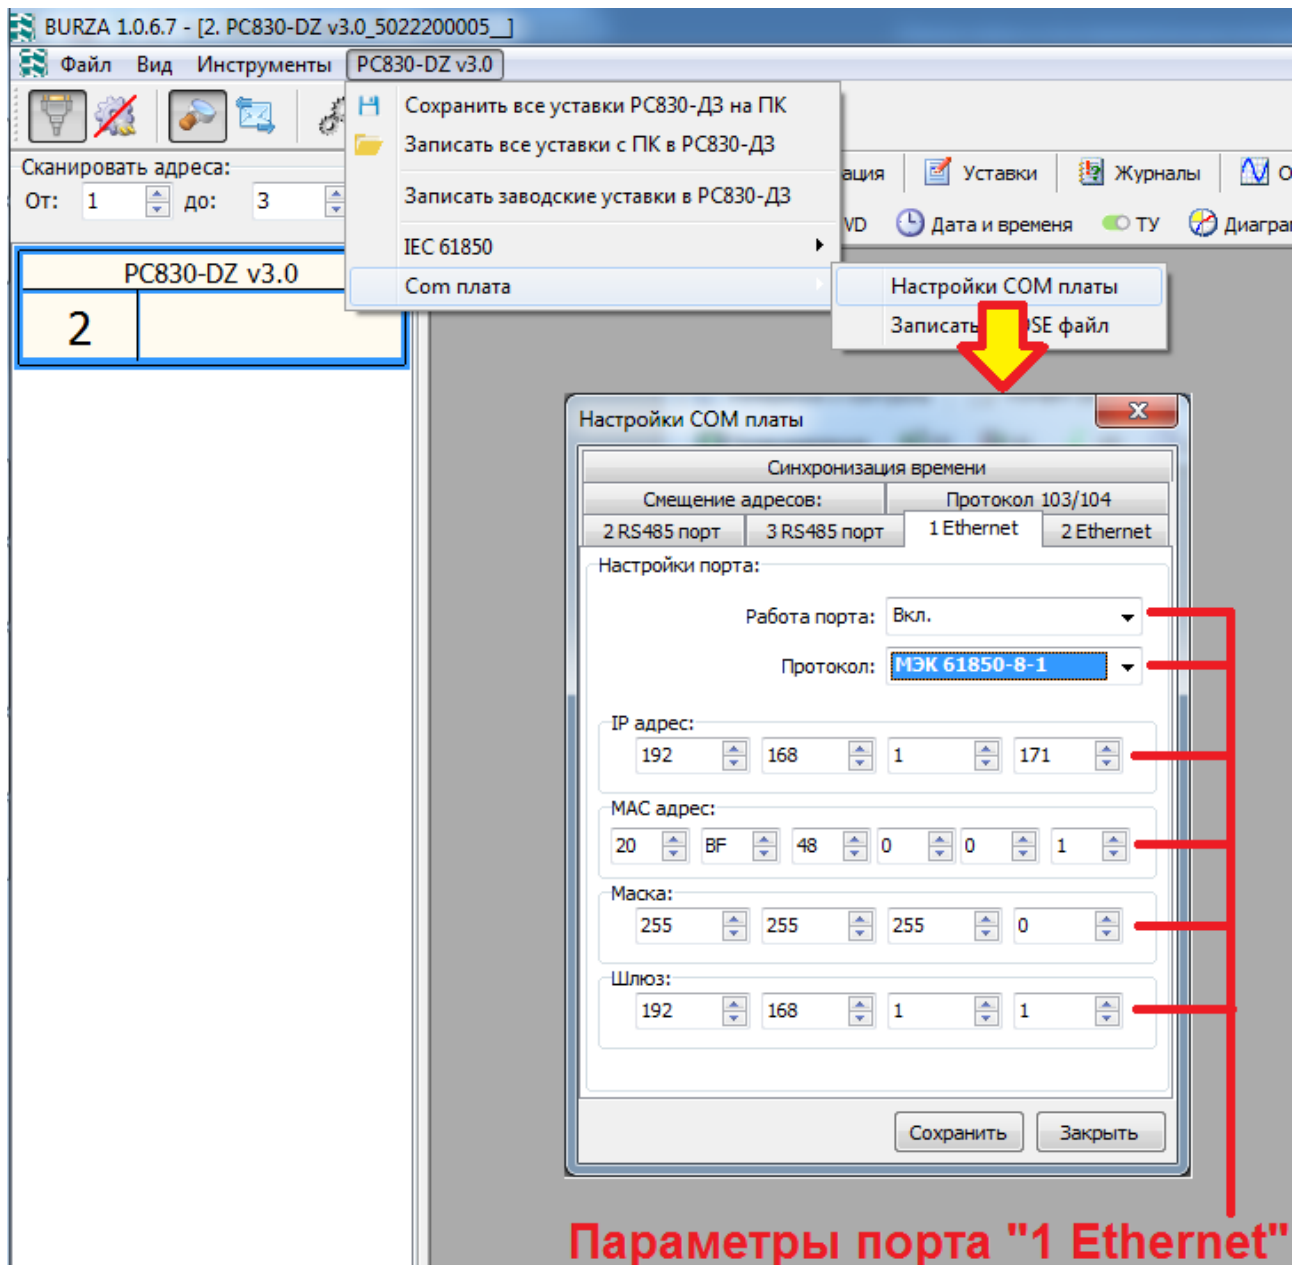 BURZA 1.0.6.7 - [2. PC830-DZ v3.0_5022200005__]
Файл Вид Инструменты PC830-DZ v3.0
Сохранить все уставки РС830-ДЗ на ПК
Записать все уставки с ПК в РС830-ДЗ
Записать заводские уставки в РС830-ДЗ
IEC 61850
Com плата
Сканировать адреса:
От: 1 до: 3
Уставки Журналы
Дата и временя ТУ
PC830-DZ v3.0
2
Настройки COM платы
Записать файл
Настройки COM платы
Синхронизация времени
Смещение адресов: Протокол 103/104
2 RS485 порт 3 RS485 порт 1 Ethernet 2 Ethernet
Настройки порта:
Работа порта: Вкл.
Протокол: МЭК 61850-8-1
IP адрес:
192 168 1 171
MAC адрес:
20 BF 48 0 0 1
Маска:
255 255 255 0
Шлюз:
192 168 1 1
Сохранить Закрыть
Параметры порта "1 Ethernet"